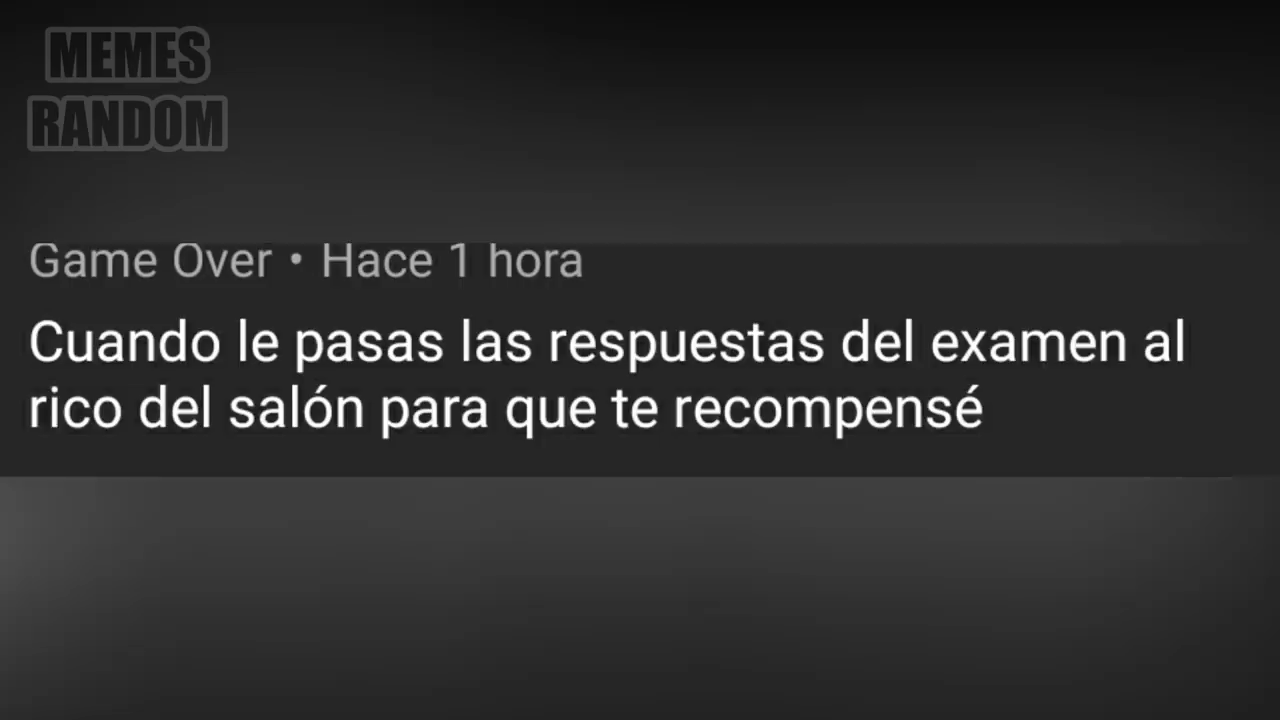 MEMES
RANDOM
Game Over • Hace 1 hora
Cuando le pasas las respuestas del examen al
rico del salón para que te recompensé